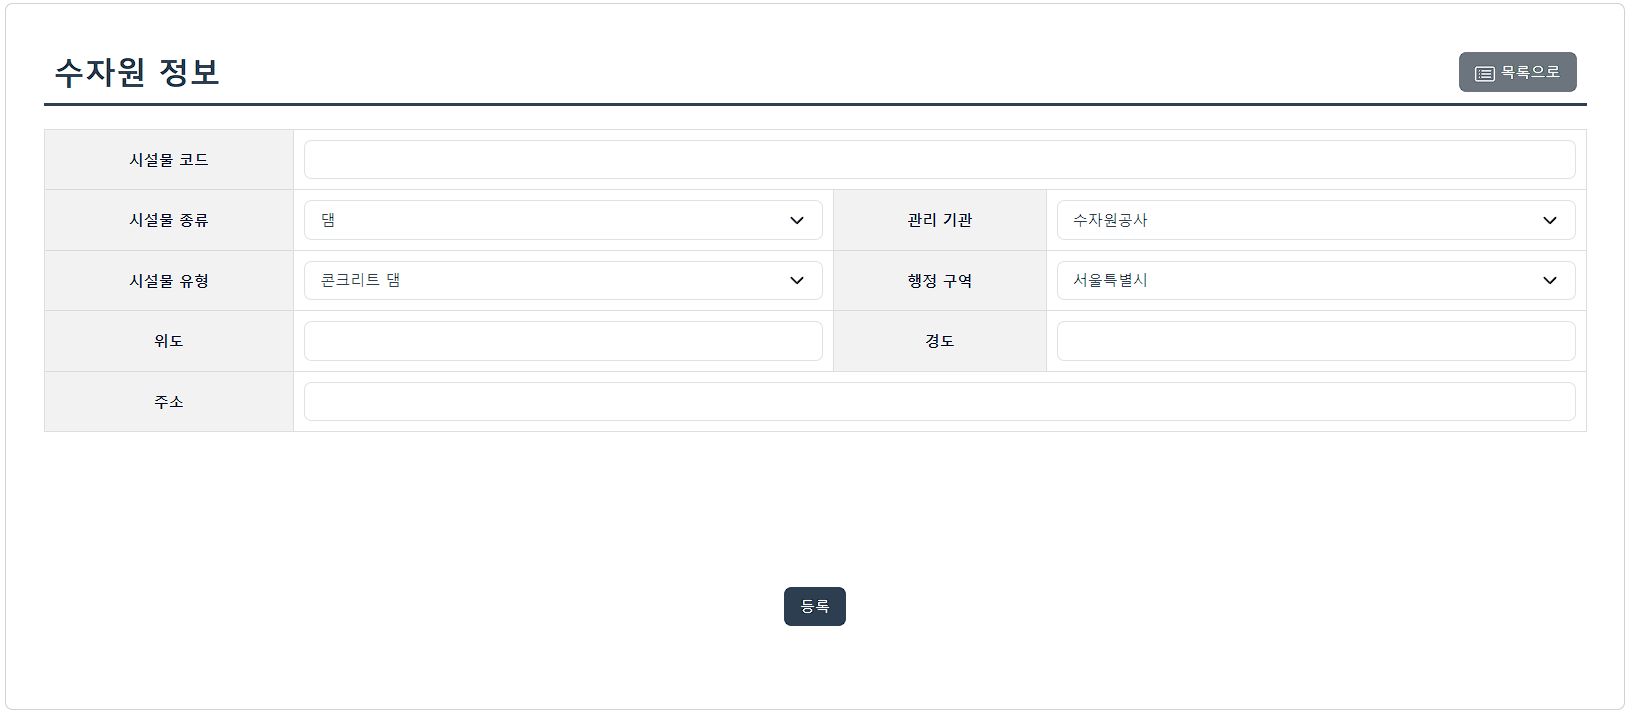 수자원 정보
목록으로
시설물 코드
시설물 종류 댐 관리 기관 수자원공사
시설물 유형 콘크리트 댐 행정 구역 서울특별시
위도 경도
주소
등록